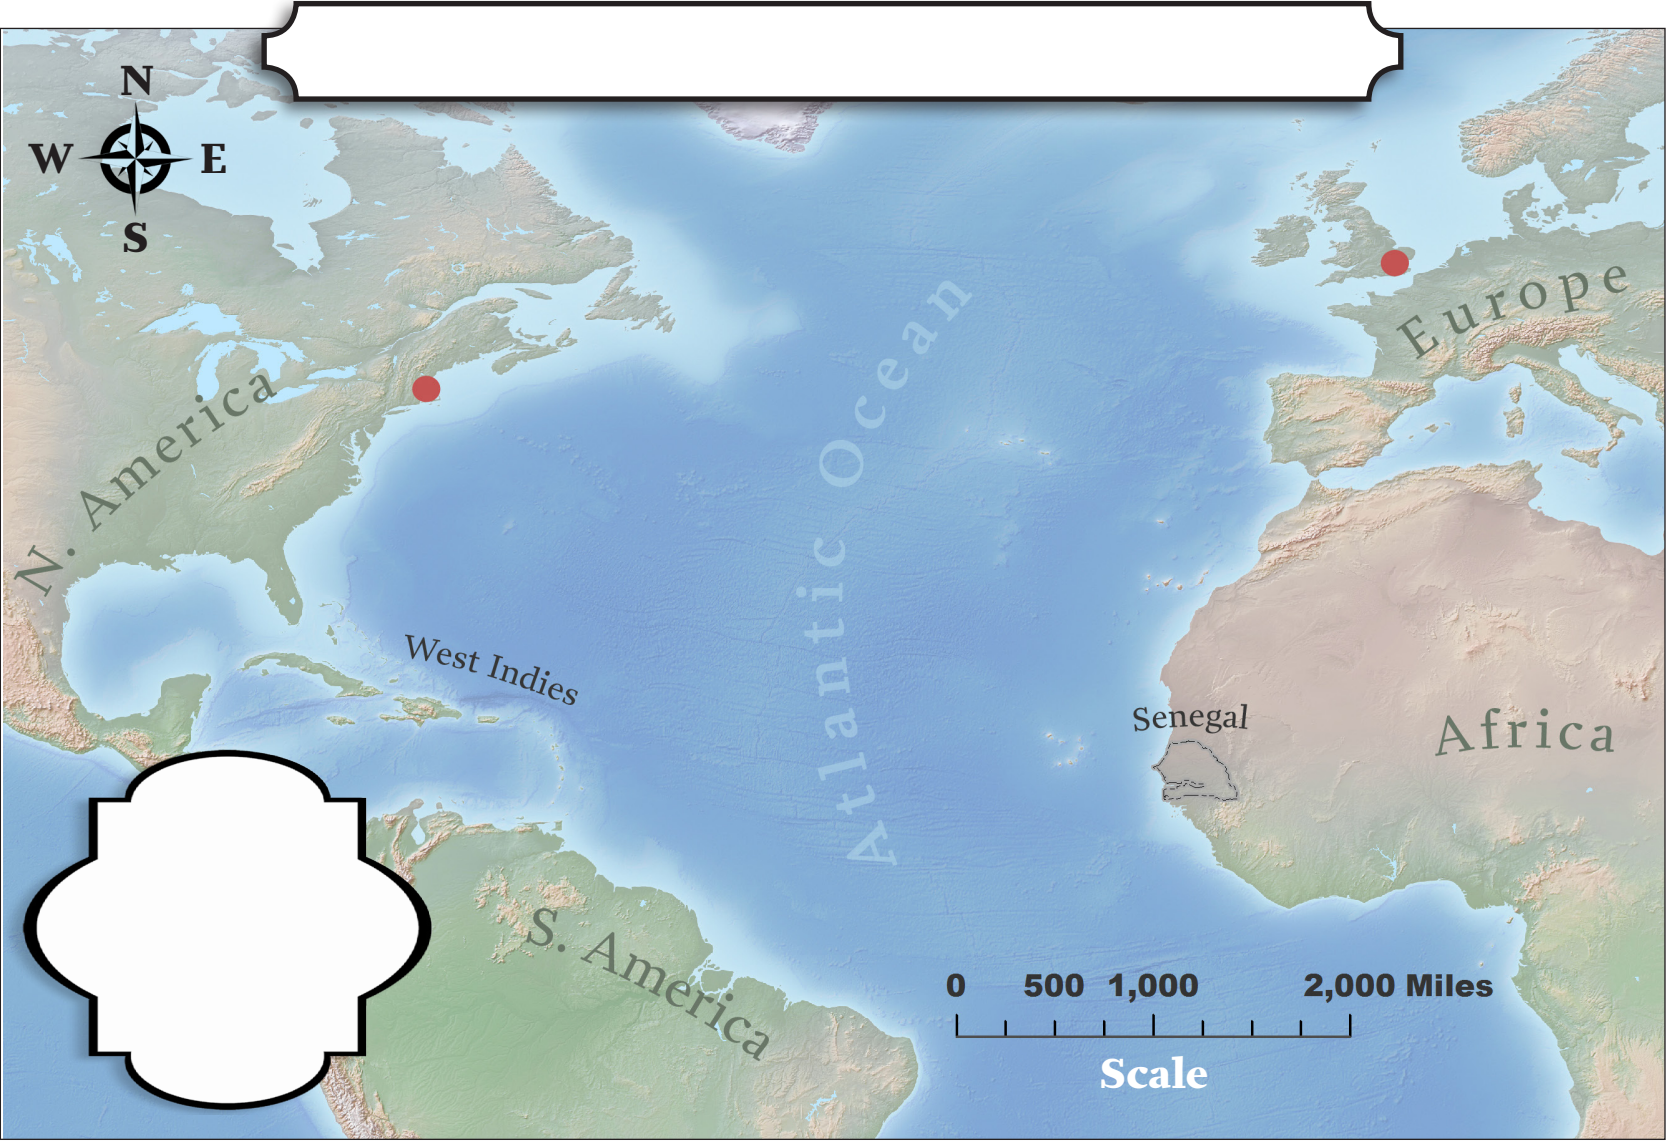 N
W E
S
Europe
N. America
Atlantic Ocean
West Indies
Senegal
Africa
S. America
0 500 1,000 2,000 Miles
Scale